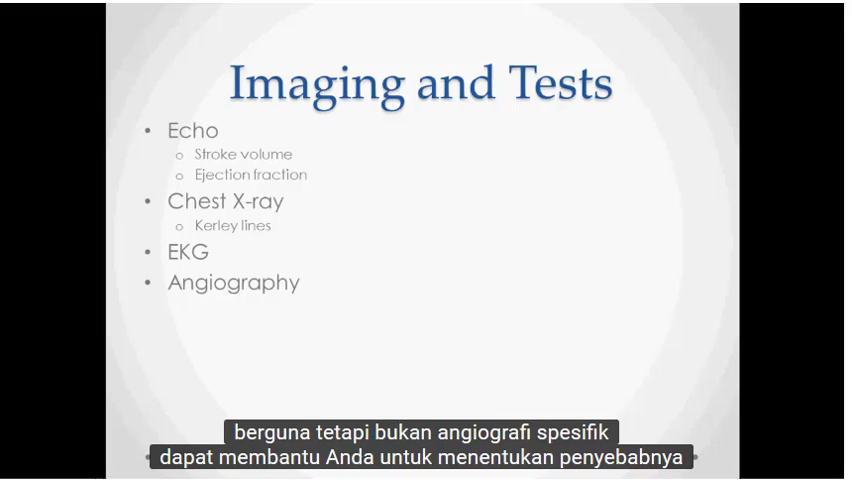 Imaging and Tests
• Echo
o Stroke volume
o Ejection fraction
• Chest X-ray
o Kerley lines
• EKG
• Angiography
berguna tetapi bukan angiografi spesifik
dapat membantu Anda untuk menentukan penyebabnya